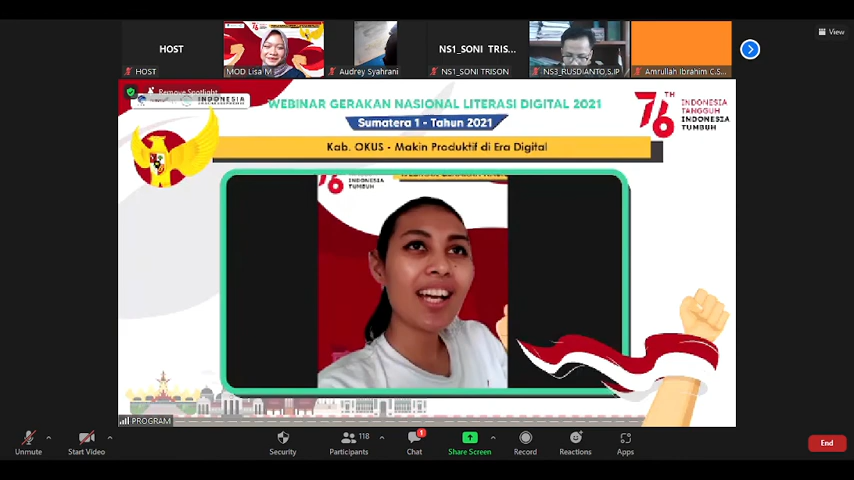 HOST
NS1_SONI TRIS...
View
HOST
MOD Lisa M
Audrey Syahrani
NS1_SONI TRISON
NS3_RUSDIANTO,S.IP
Amrullah Ibrahim C.S...
Remove Spotlight
INDONESIA
WEBINAR GERAKAN NASIONAL LITERASI DIGITAL 2021
Sumatera 1 - Tahun 2021
Kab. OKUS - Makin Produktif di Era Digital
76TH
INDONESIA
TANGGUH
INDONESIA
TUMBUH
INDONESIA
TUMBUH
PROGRAM
Unmute
Start Video
Security
118
Participants
1
Chat
Share Screen
Record
Reactions
Apps
End